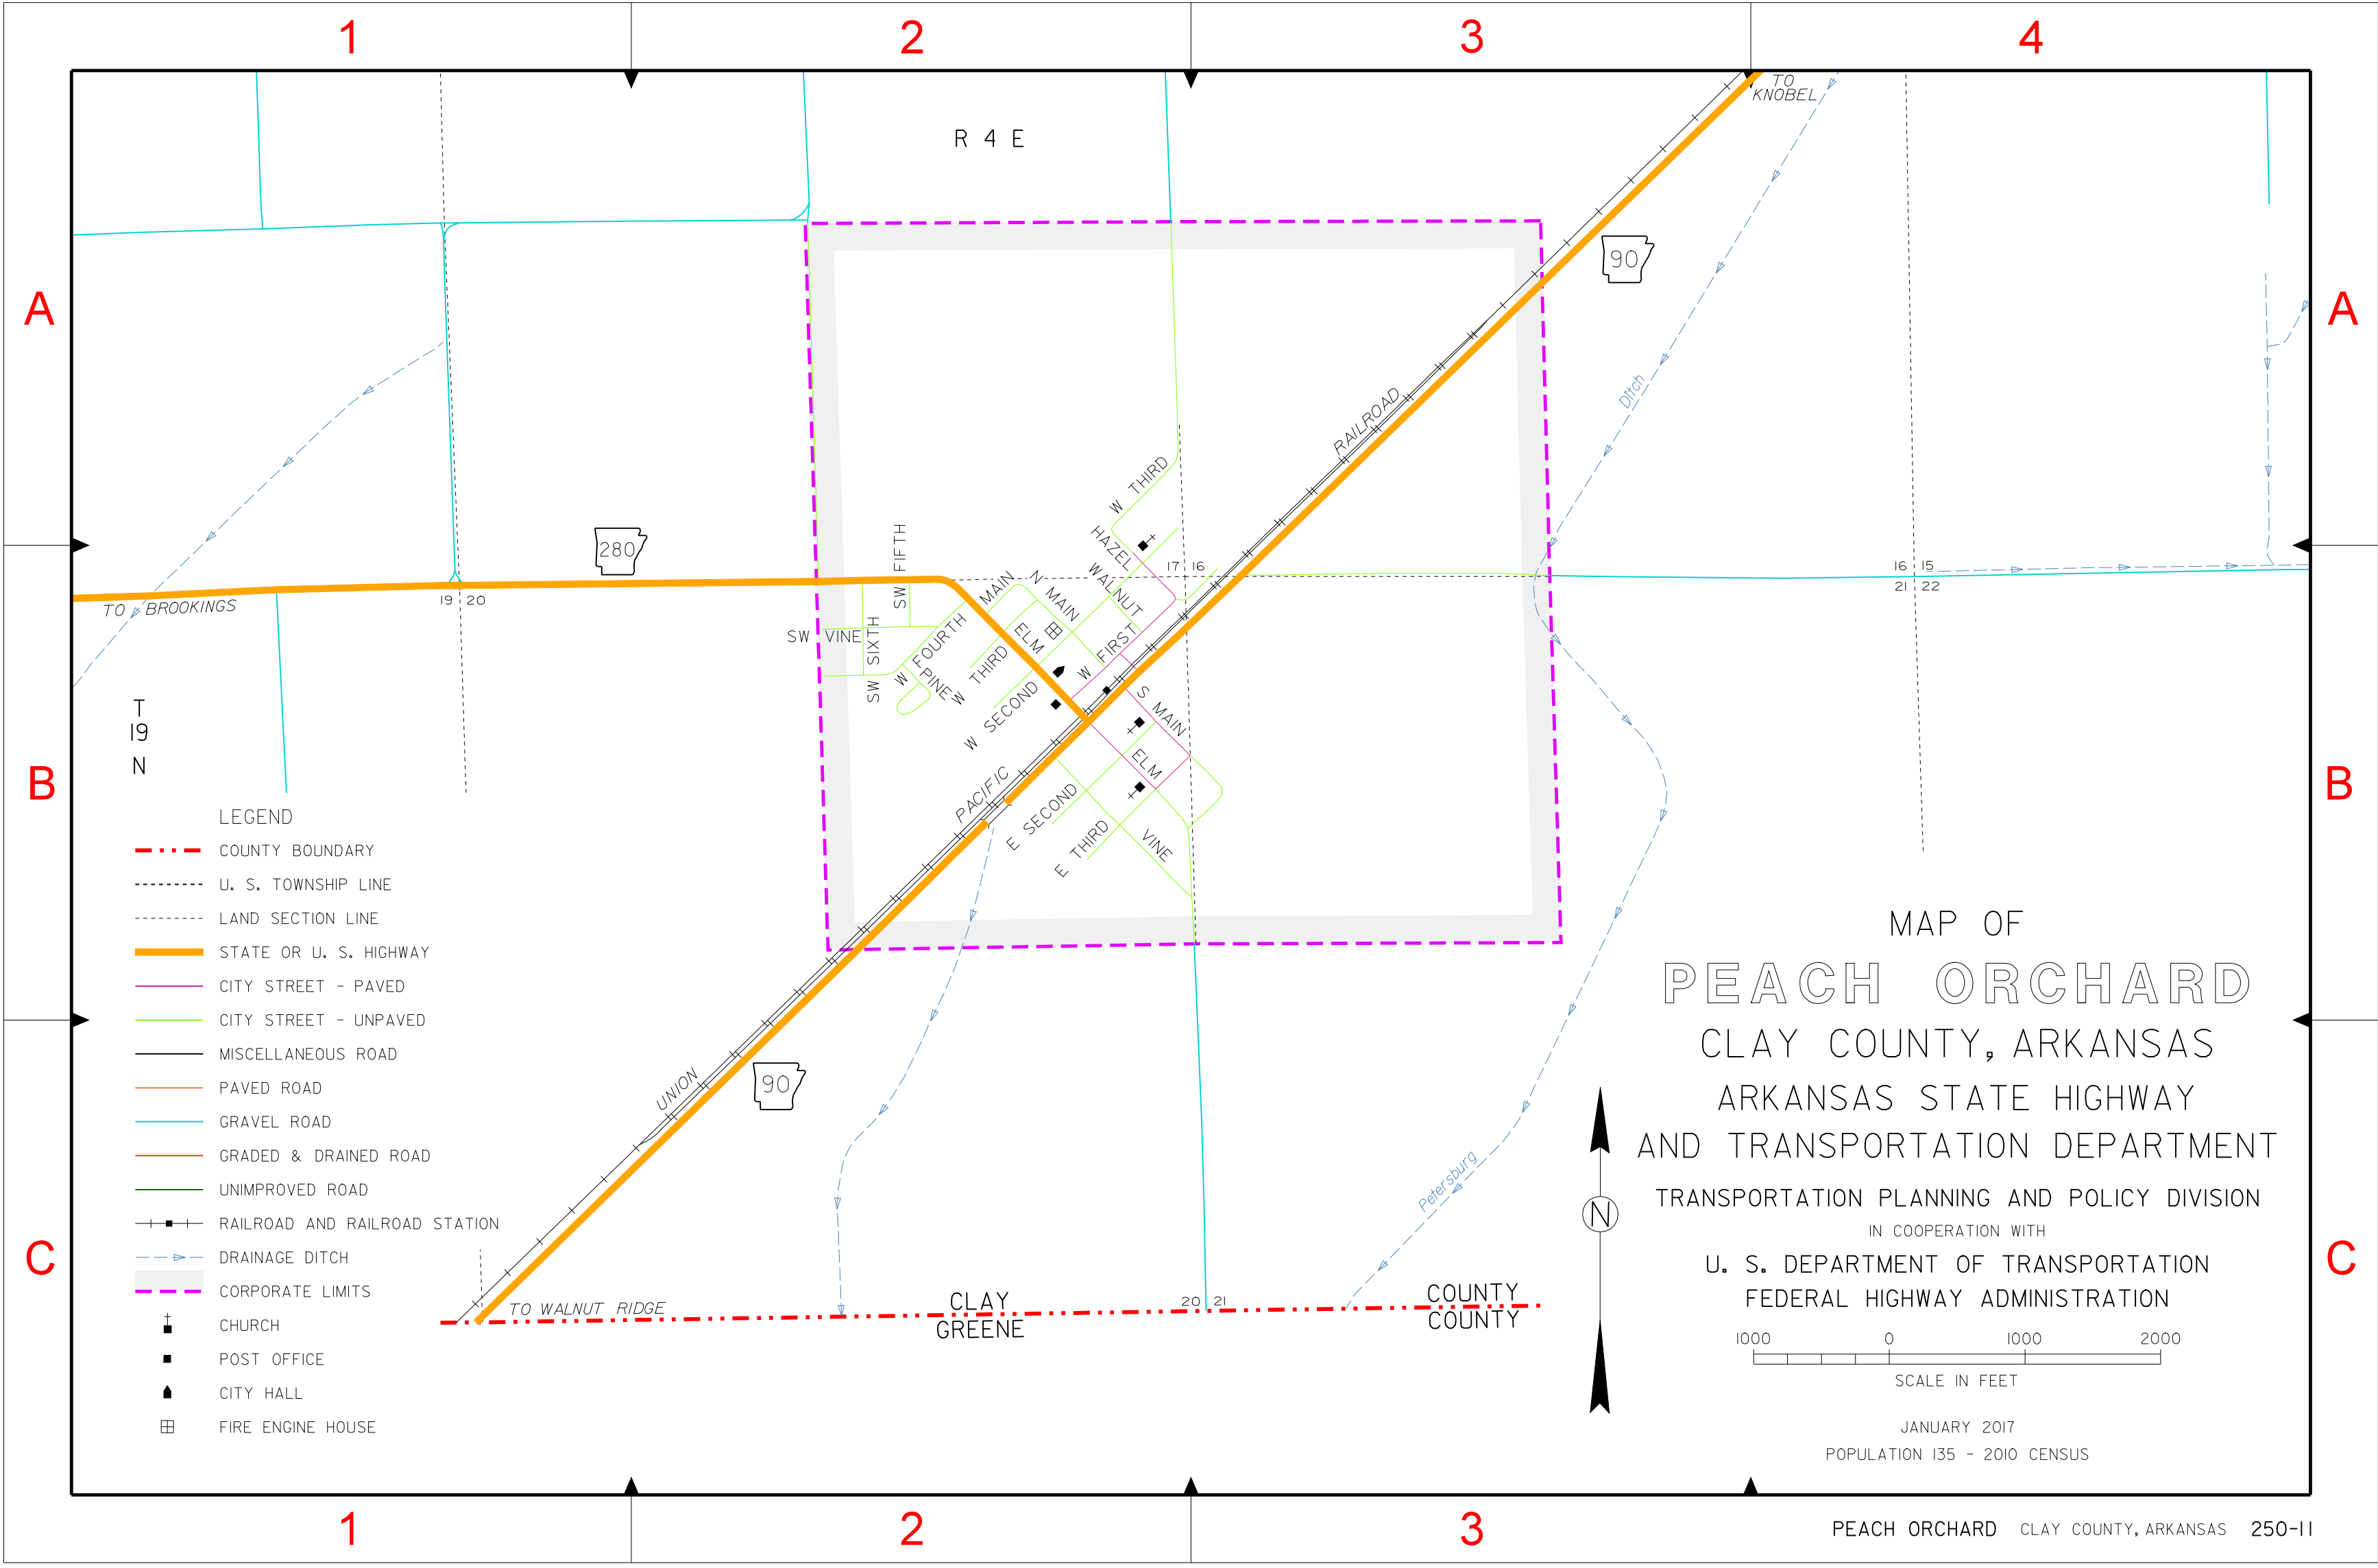 1 2 3 4
TO
KNOBEL
R 4 E
90
A A
RAILROAD
Ditch
W THIRD
HAZEL
280
SW FIFTH
17 16
16 15
21 22
WALNUT
MAIN
N MAIN
TO BROOKINGS
19 20
SW VINE
SW SIXTH
W FOURTH
ELM
W FIRST
W THIRD
PINE
W SECOND
S MAIN
T
19
N
B B
PACIFIC
ELM
E SECOND
E THIRD
VINE
LEGEND
COUNTY BOUNDARY
U. S. TOWNSHIP LINE
LAND SECTION LINE
STATE OR U. S. HIGHWAY
CITY STREET - PAVED
CITY STREET - UNPAVED
MISCELLANEOUS ROAD
PAVED ROAD
GRAVEL ROAD
GRADED & DRAINED ROAD
UNIMPROVED ROAD
RAILROAD AND RAILROAD STATION
DRAINAGE DITCH
CORPORATE LIMITS
CHURCH
POST OFFICE
CITY HALL
FIRE ENGINE HOUSE
UNION
90
Petersburg
C C
TO WALNUT RIDGE
CLAY COUNTY
GREENE COUNTY
20 21
MAP OF
PEACH ORCHARD
CLAY COUNTY, ARKANSAS
ARKANSAS STATE HIGHWAY
AND TRANSPORTATION DEPARTMENT
TRANSPORTATION PLANNING AND POLICY DIVISION
IN COOPERATION WITH
U. S. DEPARTMENT OF TRANSPORTATION
FEDERAL HIGHWAY ADMINISTRATION
N
1000 0 1000 2000
SCALE IN FEET
JANUARY 2017
POPULATION 135 - 2010 CENSUS
1 2 3
PEACH ORCHARD CLAY COUNTY, ARKANSAS 250-11